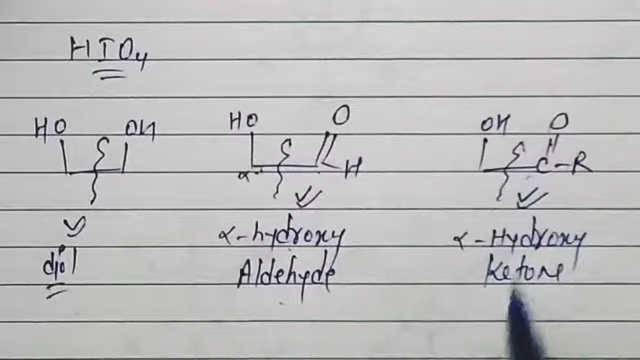 HIO4
HO OH HO O OH O
α H C-R
H
diol α-hydroxy Aldehyde α-Hydroxy Ketone